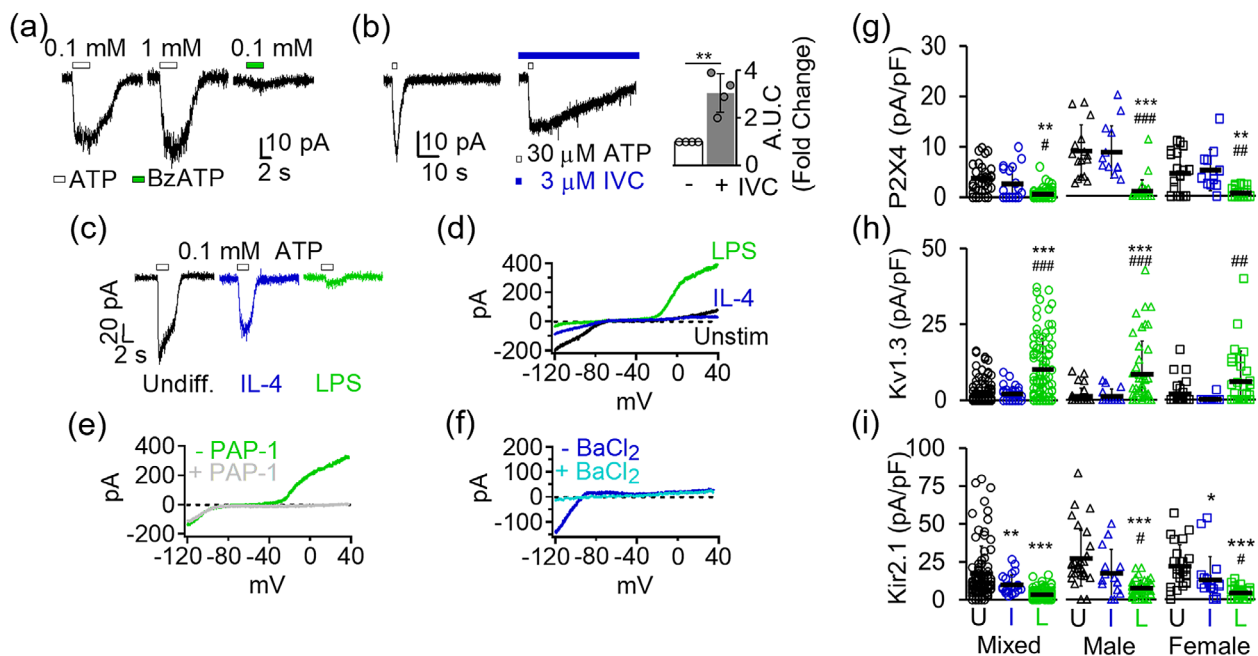 (a)
0.1 mM 1 mM 0.1 mM
10 pA
2 s
ATP BzATP
(b)
10 pA
10 s
30 µM ATP
3 µM IVC
**
4
2
0
A.U.C
(Fold Change)
- + IVC
(c)
0.1 mM ATP
20 pA
2 s
Undiff. IL-4 LPS
(d)
pA
400
200
0
-200
LPS
IL-4
Unstim
-120 -80 -40 0 40
mV
(e)
pA
400
200
0
-200
- PAP-1
+ PAP-1
-120 -80 -40 0 40
mV
(f)
pA
200
100
0
-100
- BaCl2
+ BaCl2
-120 -80 -40 0 40
mV
(g)
P2X4 (pA/pF)
30
20
10
0
** # *** ### ** ##
(h)
Kv1.3 (pA/pF)
50
25
0
*** ### *** ### ##
(i)
Kir2.1 (pA/pF)
100
75
50
25
0
** *** *** # * *** #
U I L U I L U I L
Mixed Male Female